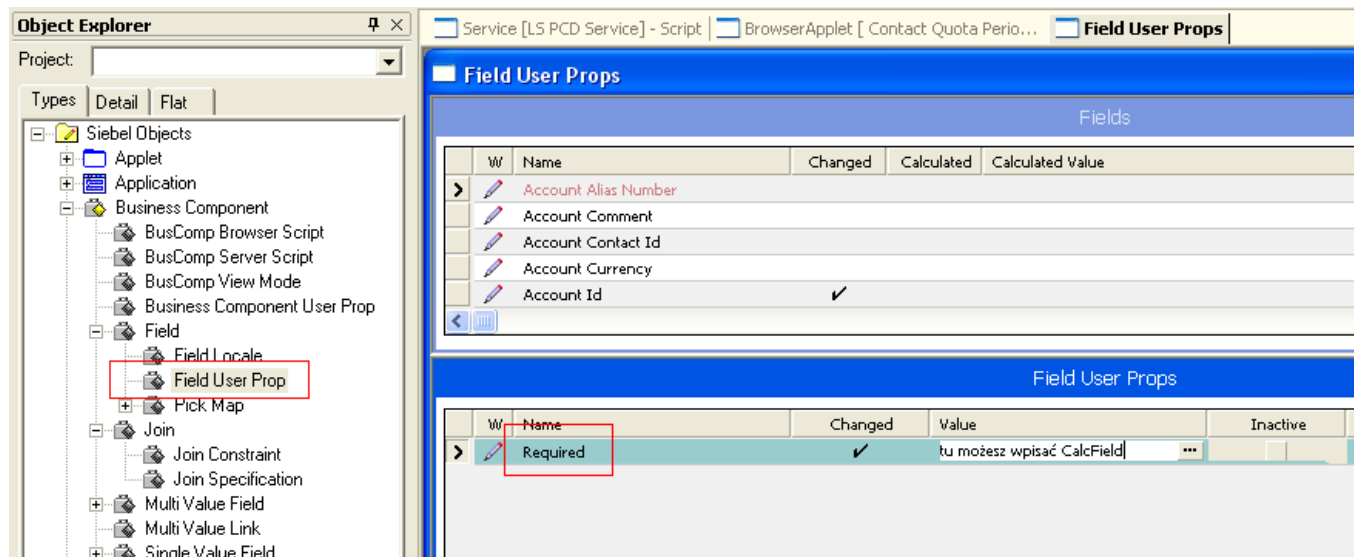 Object Explorer
Service [LS PCD Service] - Script BrowserApplet [ Contact Quota Perio... Field User Props
Project:
Field User Props
Types Detail Flat
Fields
Siebel Objects
Applet
Application
Business Component
BusComp Browser Script
BusComp Server Script
BusComp View Mode
Business Component User Prop
Field
Field Locale
Field User Prop
Pick Map
Join
Join Constraint
Join Specification
Multi Value Field
Multi Value Link
Single Value Field
W Name Changed Calculated Calculated Value
Account Alias Number
Account Comment
Account Contact Id
Account Currency
Account Id
Field User Props
W Name Changed Value Inactive
Required tu możesz wpisać CalcField ...